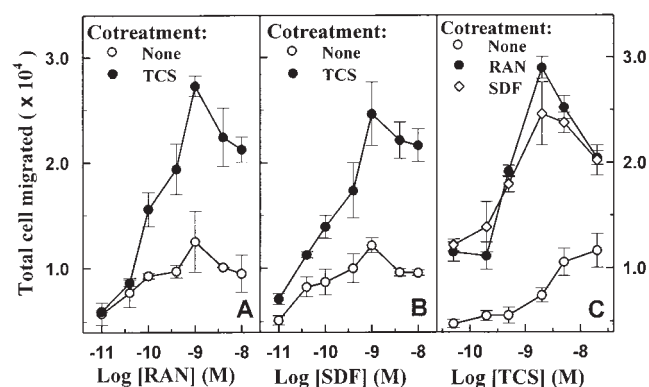 Cotreatment:
None
TCS
Cotreatment:
None
TCS
Cotreatment:
None
RAN
SDF
3.0
2.0
1.0
3.0
2.0
1.0
Total cell migrated ( x 10⁴)
A
B
C
-11 -10 -9 -8
-11 -10 -9 -8
-10 -9 -8
Log [RAN] (M)
Log [SDF] (M)
Log [TCS] (M)